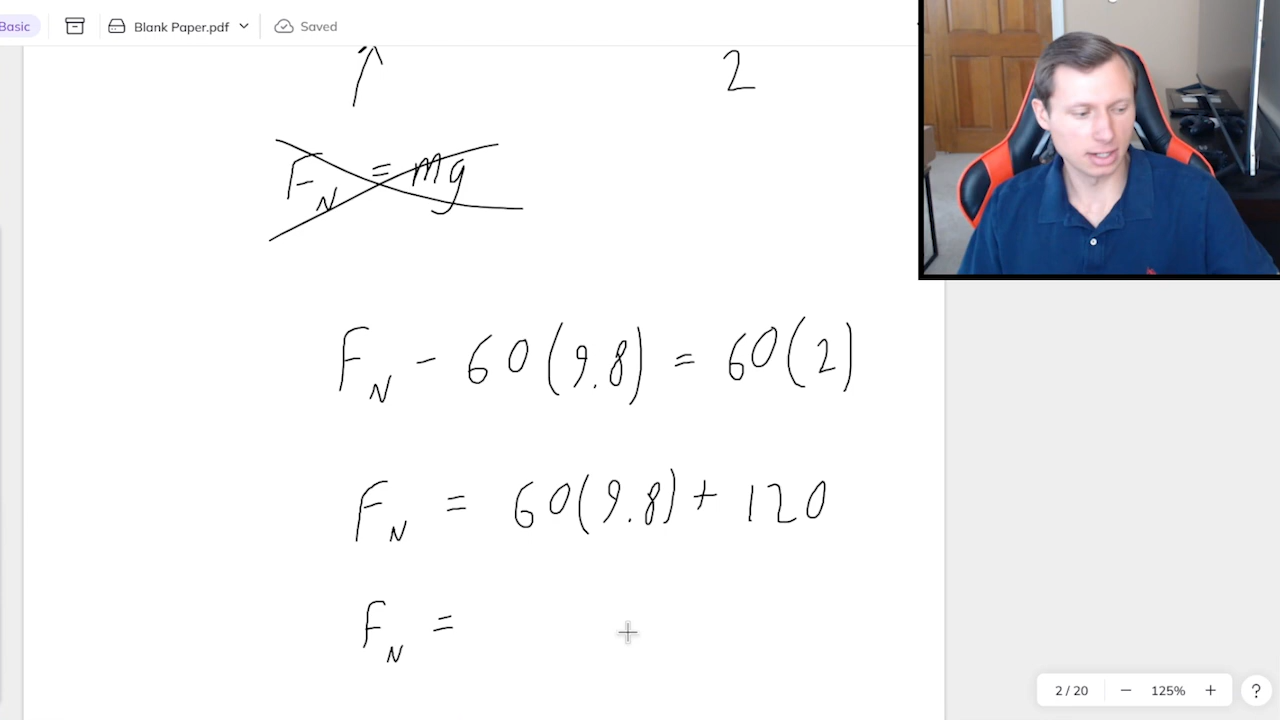 Basic Blank Paper.pdf Saved
2
F_N = mg
F_N - 60(9.8) = 60(2)
F_N = 60(9.8) + 120
F_N =
2 / 20 − 125% + ?